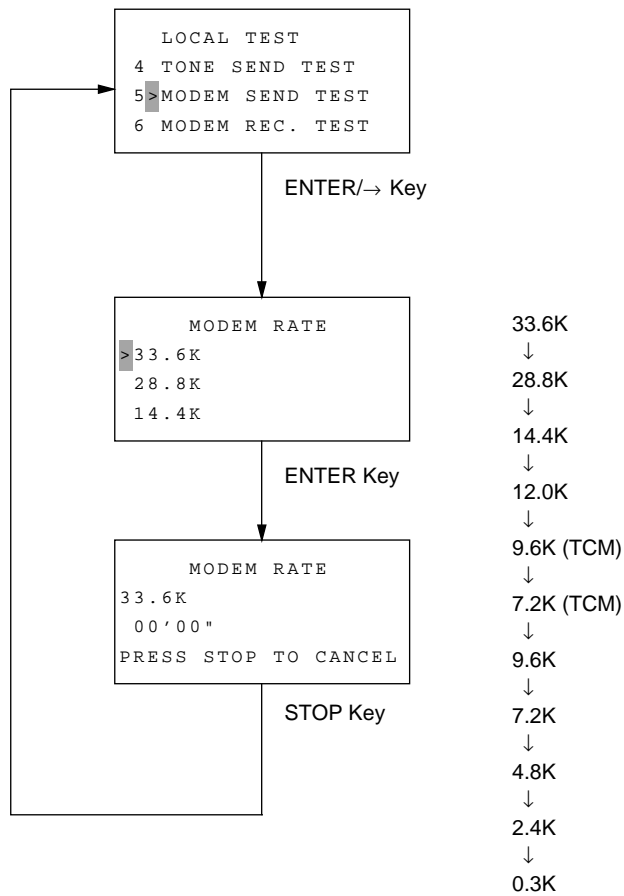 LOCAL TEST
4 TONE SEND TEST
5>MODEM SEND TEST
6 MODEM REC. TEST
ENTER/→ Key
MODEM RATE
>33.6K
28.8K
14.4K
ENTER Key
MODEM RATE
33.6K
00'00"
PRESS STOP TO CANCEL
STOP Key
33.6K
↓
28.8K
↓
14.4K
↓
12.0K
↓
9.6K (TCM)
↓
7.2K (TCM)
↓
9.6K
↓
7.2K
↓
4.8K
↓
2.4K
↓
0.3K